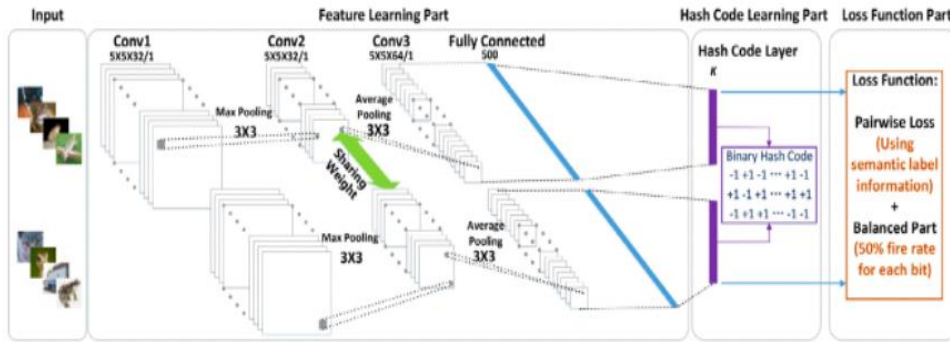 Input
Feature Learning Part
Hash Code Learning Part
Loss Function Part
Conv1
5X5X32/1
Conv2
5X5X32/1
Conv3
5X5X64/1
Fully Connected
500
Max Pooling
3X3
Average
Pooling
3X3
Sharing
Weight
Max Pooling
3X3
Average
Pooling
3X3
Hash Code Layer
K
Binary Hash Code
-1 +1 -1 ··· +1 -1
+1 -1 +1 ··· +1 +1
-1 +1 +1 ··· -1 -1
Loss Function:
Pairwise Loss
(Using
semantic label
information)
+
Balanced Part
(50% fire rate
for each bit)